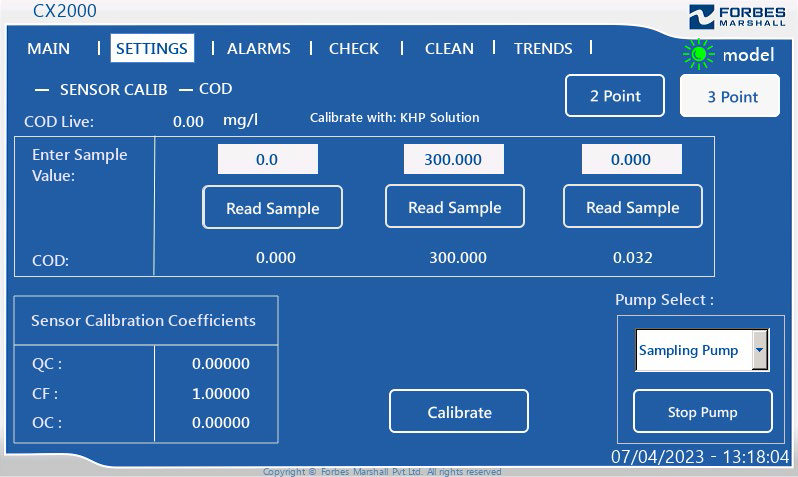 CX2000
FORBES
MARSHALL
MAIN | SETTINGS | ALARMS | CHECK | CLEAN | TRENDS |
model
— SENSOR CALIB — COD
2 Point
3 Point
COD Live: 0.00 mg/l Calibrate with: KHP Solution
Enter Sample
Value:
0.0 300.000 0.000
Read Sample Read Sample Read Sample
COD: 0.000 300.000 0.032
Sensor Calibration Coefficients
QC : 0.00000
CF : 1.00000
OC : 0.00000
Calibrate
Pump Select :
Sampling Pump
Stop Pump
07/04/2023 - 13:18:04
Copyright © Forbes Marshall Pvt.Ltd. All rights reserved